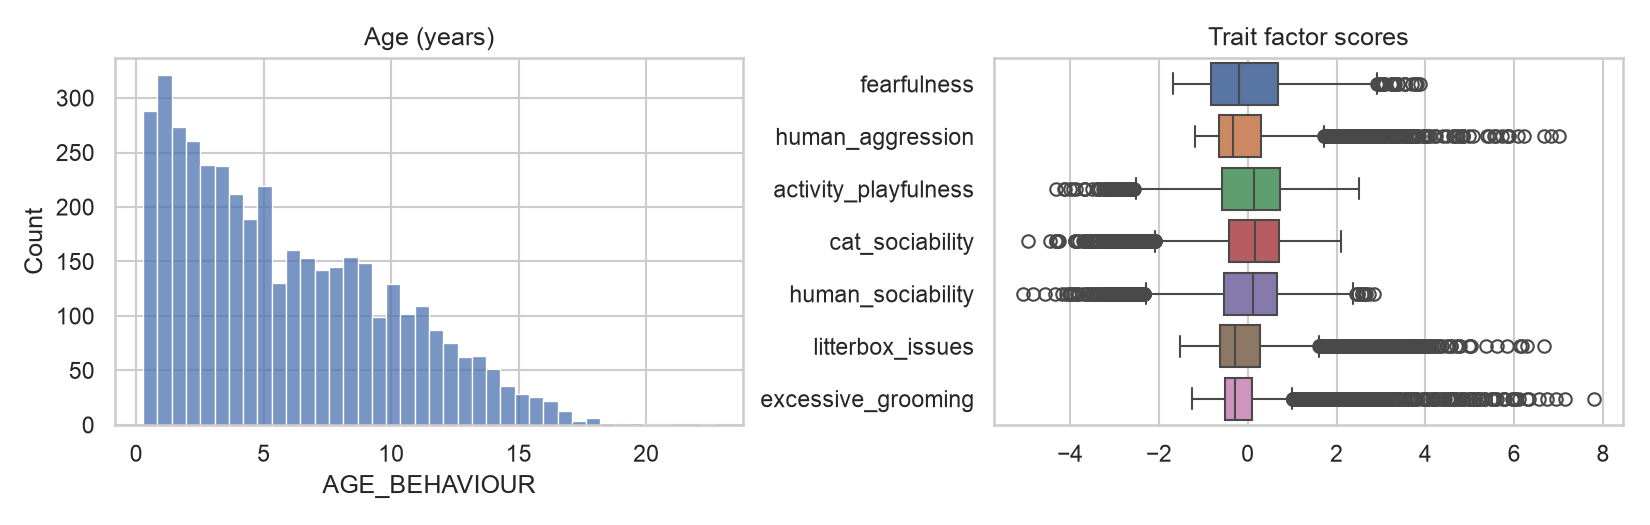 Age (years)
Count
300
250
200
150
100
50
0
0 5 10 15 20
AGE_BEHAVIOUR
Trait factor scores
fearfulness
human_aggression
activity_playfulness
cat_sociability
human_sociability
litterbox_issues
excessive_grooming
−4 −2 0 2 4 6 8